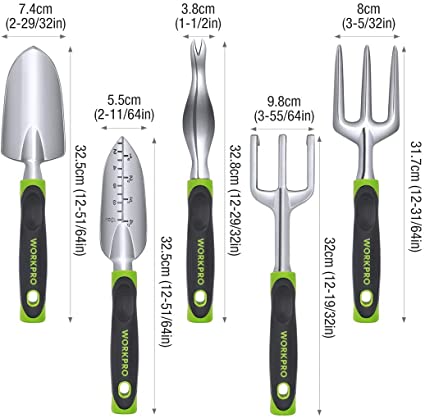 7.4cm
(2-29/32in)
3.8cm
(1-1/2in)
8cm
(3-5/32in)
5.5cm
(2-11/64in)
9.8cm
(3-55/64in)
32.5cm (12-51/64in)
32.5cm (12-51/64in)
32.8cm (12-29/32in)
32cm (12-19/32in)
31.7cm (12-31/64in)
WORKPRO
WORKPRO
WORKPRO
WORKPRO
WORKPRO